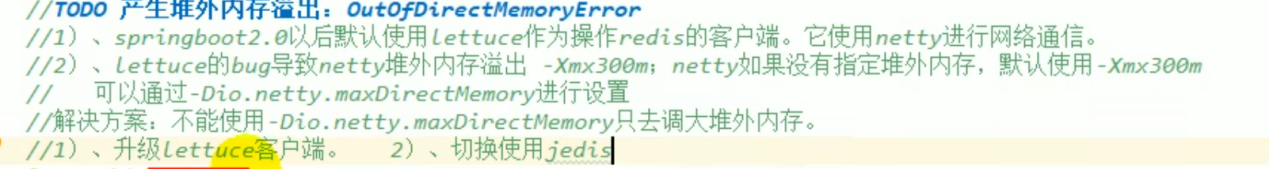 //TODO 产生堆外内存溢出：OutOfDirectMemoryError
//1）、springboot2.0以后默认使用lettuce作为操作redis的客户端。它使用netty进行网络通信。
//2）、lettuce的bug导致netty堆外内存溢出 -Xmx300m；netty如果没有指定堆外内存，默认使用-Xmx300m
//   可以通过-Dio.netty.maxDirectMemory进行设置
//解决方案：不能使用-Dio.netty.maxDirectMemory只去调大堆外内存。
//1）、升级lettuce客户端。   2）、切换使用jedis